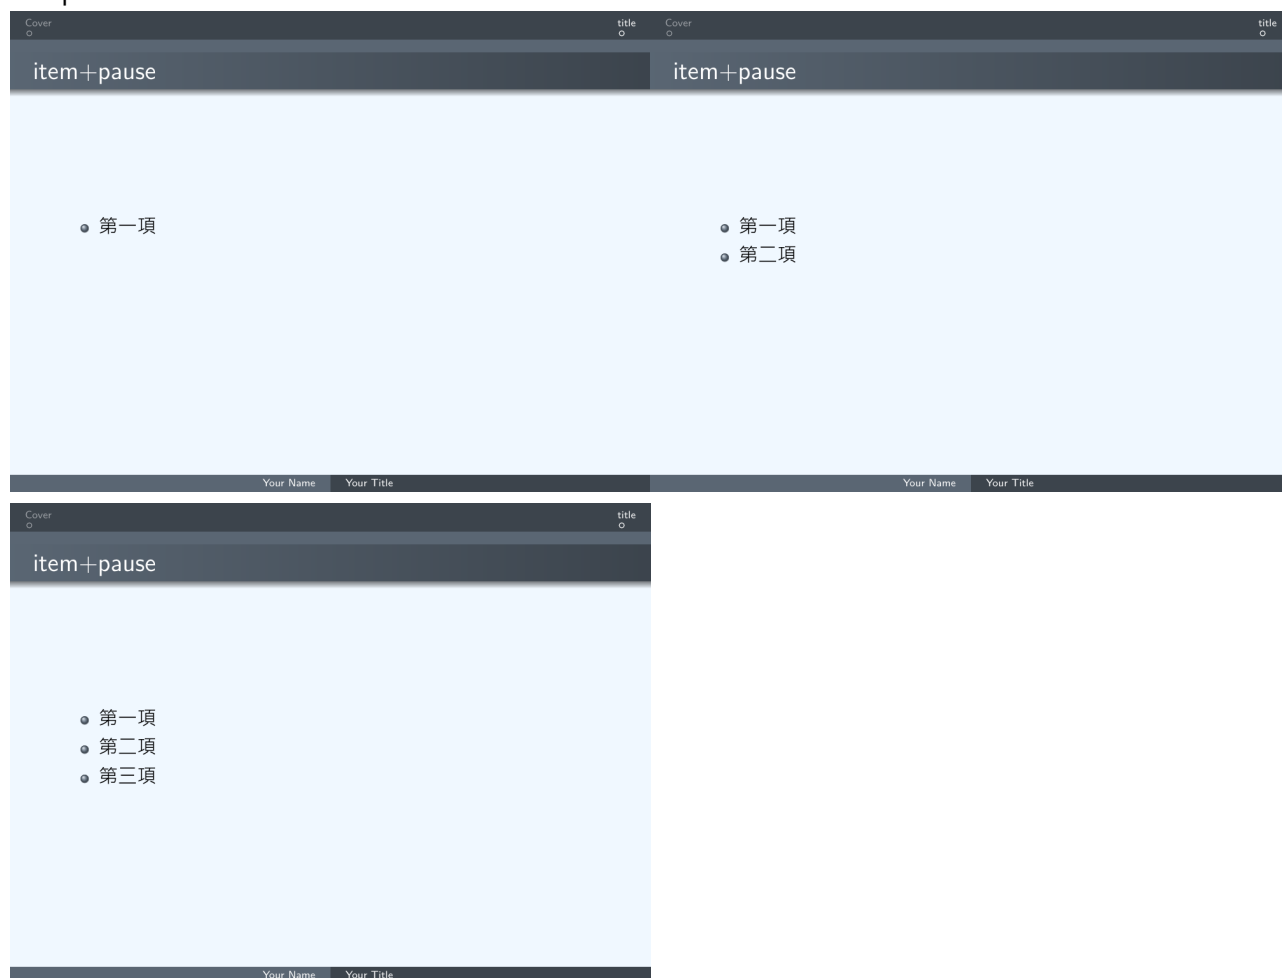 Cover
title
item+pause
第一項
Your Name
Your Title
Cover
title
item+pause
第一項
第二項
Your Name
Your Title
Cover
title
item+pause
第一項
第二項
第三項
Your Name
Your Title